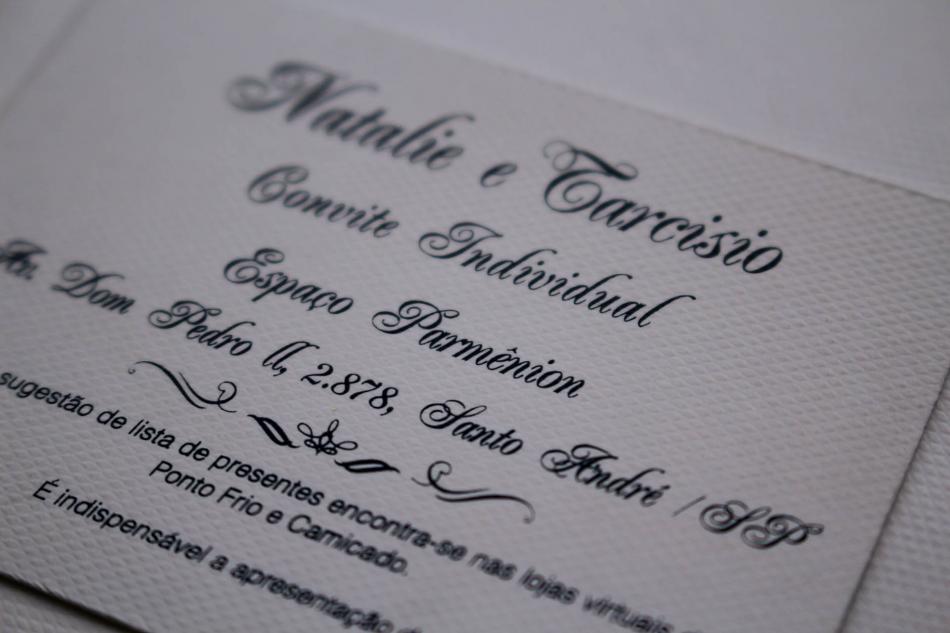 Natalie e Tarcisio
Convite Individual
Espaço Parmênion
Av. Dom Pedro ll, 2.878, Santo André / SP
sugestão de lista de presentes encontra-se nas lojas virtuais
Ponto Frio e Camicado.
É indispensável a apresentação